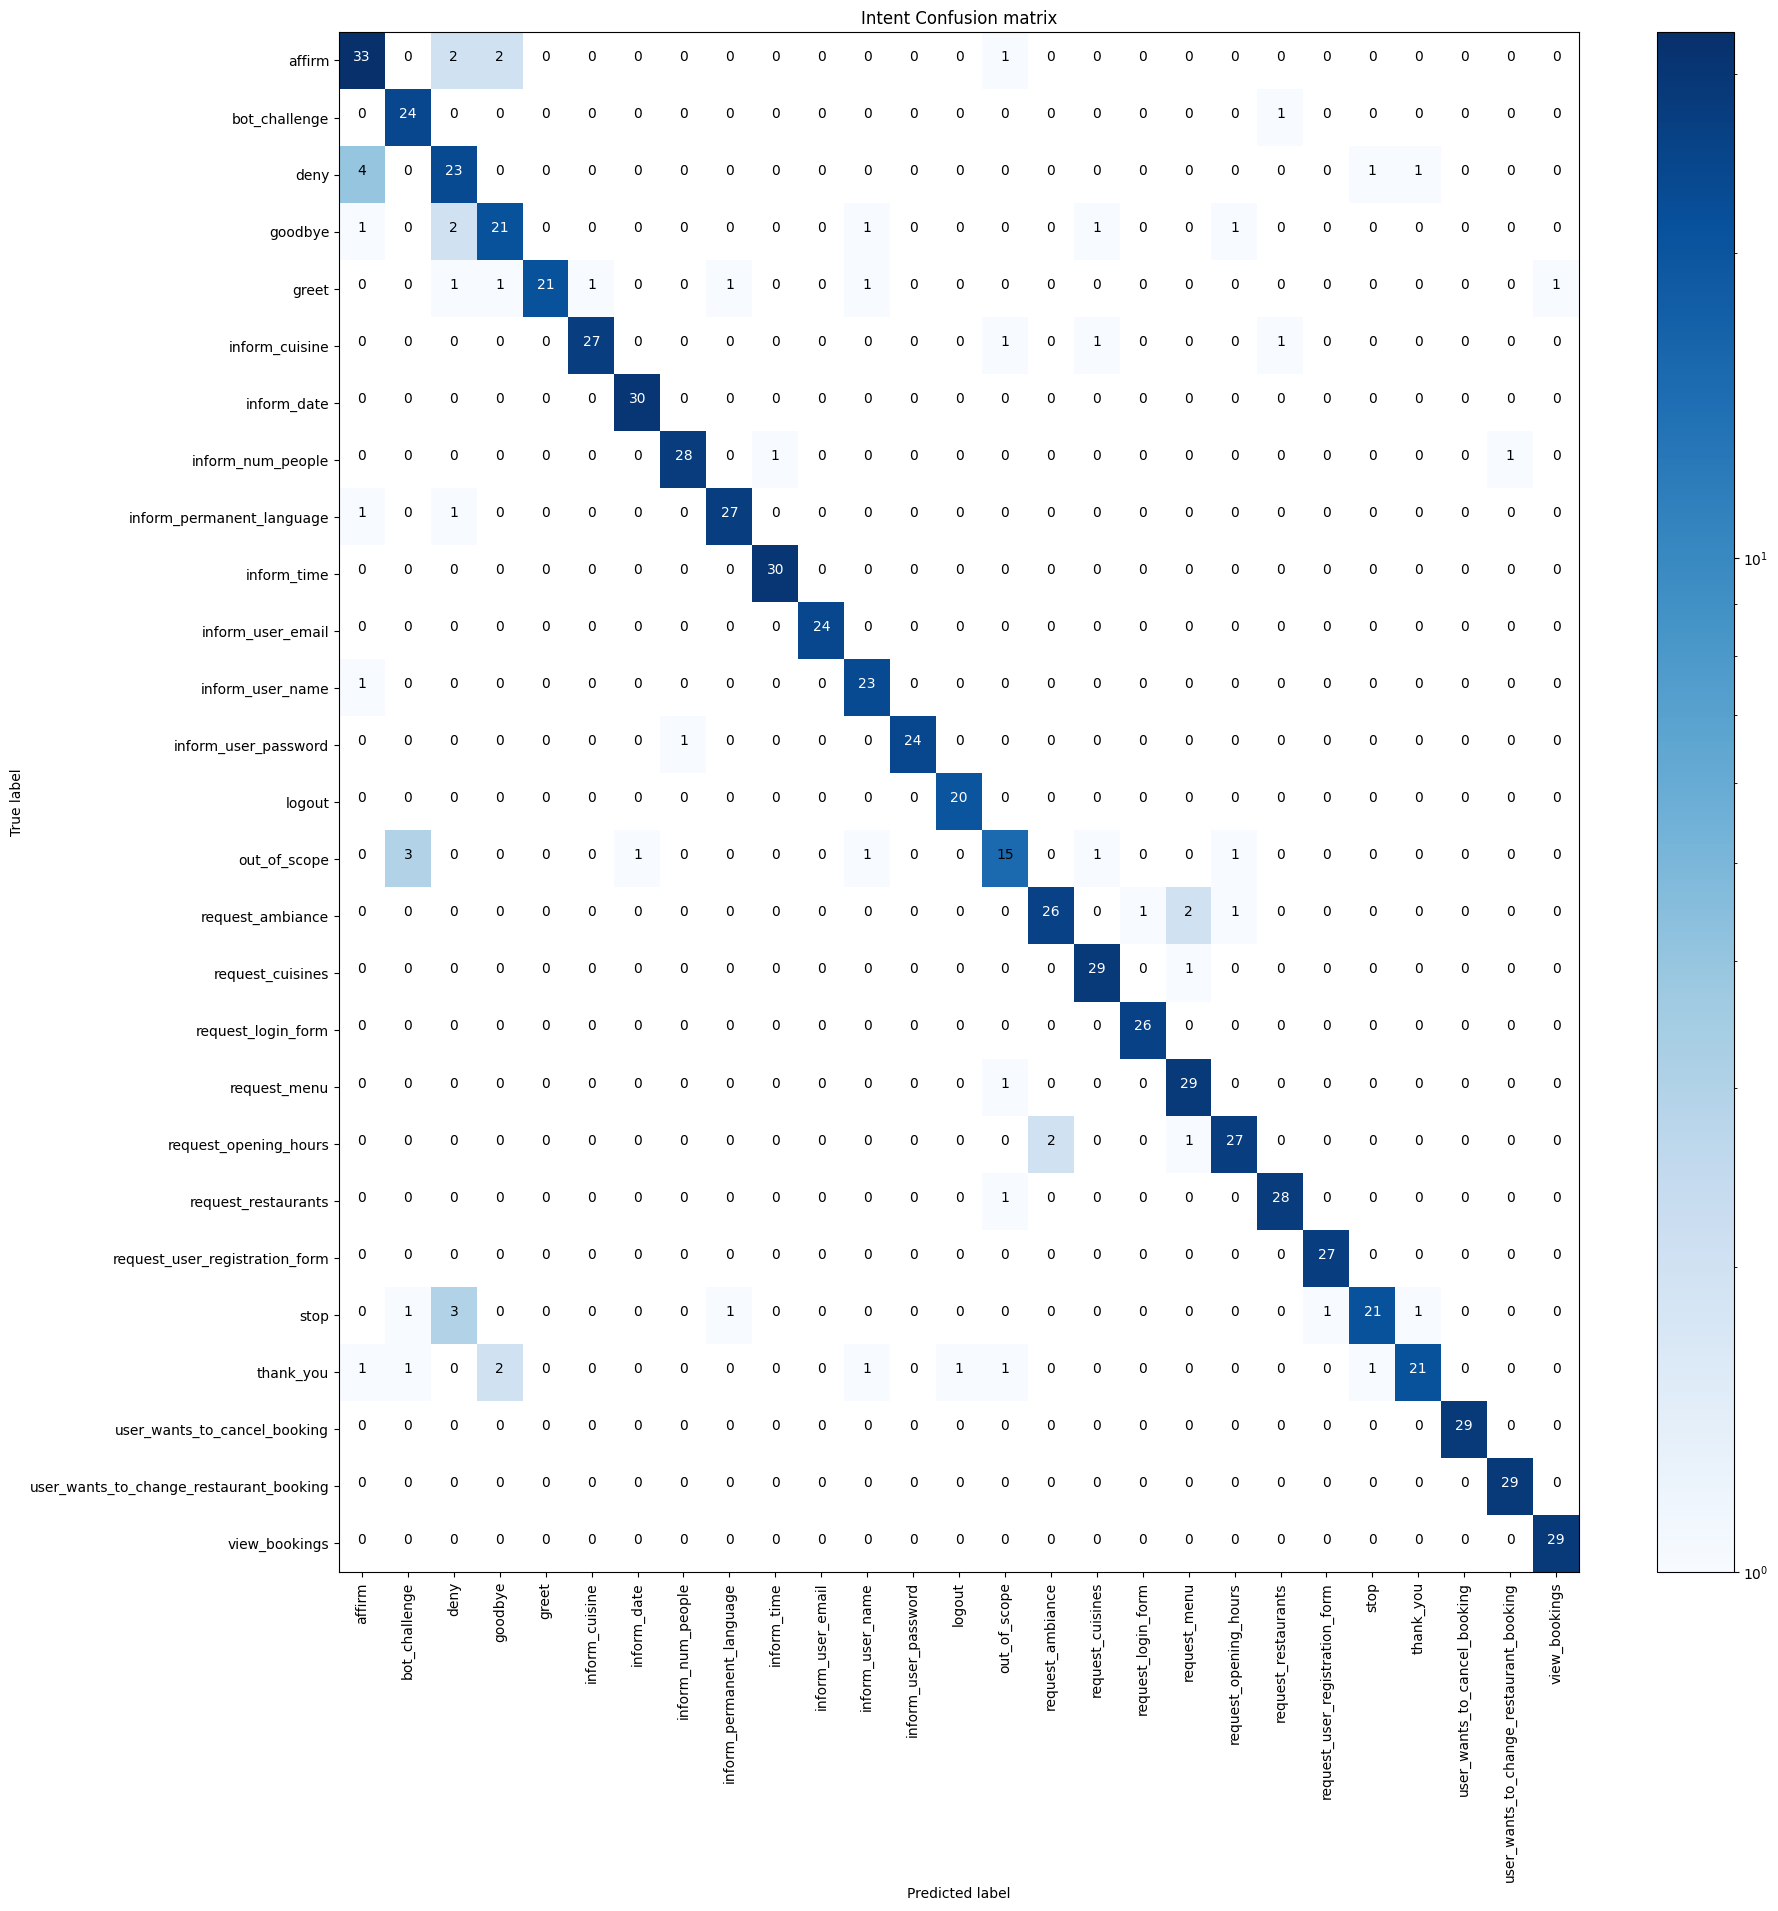 Intent Confusion matrix
affirm 33 0 2 2 0 0 0 0 0 0 0 0 0 0 1 0 0 0 0 0 0 0 0 0 0 0 0
bot_challenge 0 24 0 0 0 0 0 0 0 0 0 0 0 0 0 0 0 0 0 0 1 0 0 0 0 0 0
deny 4 0 23 0 0 0 0 0 0 0 0 0 0 0 0 0 0 0 0 0 0 0 1 1 0 0 0
goodbye 1 0 2 21 0 0 0 0 0 0 0 1 0 0 0 0 1 0 0 1 0 0 0 0 0 0 0
greet 0 0 1 1 21 1 0 0 1 0 0 1 0 0 0 0 0 0 0 0 0 0 0 0 0 0 1
inform_cuisine 0 0 0 0 0 27 0 0 0 0 0 0 0 0 1 0 1 0 0 0 1 0 0 0 0 0 0
inform_date 0 0 0 0 0 0 30 0 0 0 0 0 0 0 0 0 0 0 0 0 0 0 0 0 0 0 0
inform_num_people 0 0 0 0 0 0 0 28 0 1 0 0 0 0 0 0 0 0 0 0 0 0 0 0 0 1 0
inform_permanent_language 1 0 1 0 0 0 0 0 27 0 0 0 0 0 0 0 0 0 0 0 0 0 0 0 0 0 0
inform_time 0 0 0 0 0 0 0 0 0 30 0 0 0 0 0 0 0 0 0 0 0 0 0 0 0 0 0
inform_user_email 0 0 0 0 0 0 0 0 0 0 24 0 0 0 0 0 0 0 0 0 0 0 0 0 0 0 0
inform_user_name 1 0 0 0 0 0 0 0 0 0 0 23 0 0 0 0 0 0 0 0 0 0 0 0 0 0 0
inform_user_password 0 0 0 0 0 0 0 1 0 0 0 0 24 0 0 0 0 0 0 0 0 0 0 0 0 0 0
logout 0 0 0 0 0 0 0 0 0 0 0 0 0 20 0 0 0 0 0 0 0 0 0 0 0 0 0
out_of_scope 0 3 0 0 0 0 1 0 0 0 0 1 0 0 15 0 1 0 0 1 0 0 0 0 0 0 0
request_ambiance 0 0 0 0 0 0 0 0 0 0 0 0 0 0 0 26 0 1 2 1 0 0 0 0 0 0 0
request_cuisines 0 0 0 0 0 0 0 0 0 0 0 0 0 0 0 0 29 0 1 0 0 0 0 0 0 0 0
request_login_form 0 0 0 0 0 0 0 0 0 0 0 0 0 0 0 0 0 26 0 0 0 0 0 0 0 0 0
request_menu 0 0 0 0 0 0 0 0 0 0 0 0 0 0 1 0 0 0 29 0 0 0 0 0 0 0 0
request_opening_hours 0 0 0 0 0 0 0 0 0 0 0 0 0 0 0 2 0 0 1 27 0 0 0 0 0 0 0
request_restaurants 0 0 0 0 0 0 0 0 0 0 0 0 0 0 1 0 0 0 0 0 28 0 0 0 0 0 0
request_user_registration_form 0 0 0 0 0 0 0 0 0 0 0 0 0 0 0 0 0 0 0 0 0 27 0 0 0 0 0
stop 0 1 3 0 0 0 0 0 1 0 0 0 0 0 0 0 0 0 0 0 0 1 21 1 0 0 0
thank_you 1 1 0 2 0 0 0 0 0 0 0 1 0 1 1 0 0 0 0 0 0 0 1 21 0 0 0
user_wants_to_cancel_booking 0 0 0 0 0 0 0 0 0 0 0 0 0 0 0 0 0 0 0 0 0 0 0 0 29 0 0
user_wants_to_change_restaurant_booking 0 0 0 0 0 0 0 0 0 0 0 0 0 0 0 0 0 0 0 0 0 0 0 0 0 29 0
view_bookings 0 0 0 0 0 0 0 0 0 0 0 0 0 0 0 0 0 0 0 0 0 0 0 0 0 0 29
True label
affirm
bot_challenge
deny
goodbye
greet
inform_cuisine
inform_date
inform_num_people
inform_permanent_language
inform_time
inform_user_email
inform_user_name
inform_user_password
logout
out_of_scope
request_ambiance
request_cuisines
request_login_form
request_menu
request_opening_hours
request_restaurants
request_user_registration_form
stop
thank_you
user_wants_to_cancel_booking
user_wants_to_change_restaurant_booking
view_bookings
Predicted label
10¹
10⁰